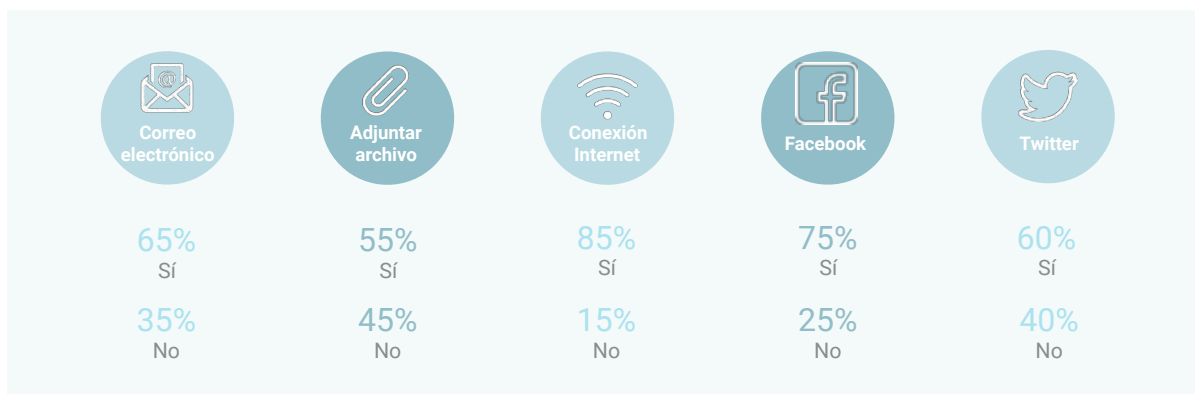 @
Correo
electrónico
Adjuntar
archivo
Conexión
Internet
Facebook
Twitter
65%
Sí
55%
Sí
85%
Sí
75%
Sí
60%
Sí
35%
No
45%
No
15%
No
25%
No
40%
No